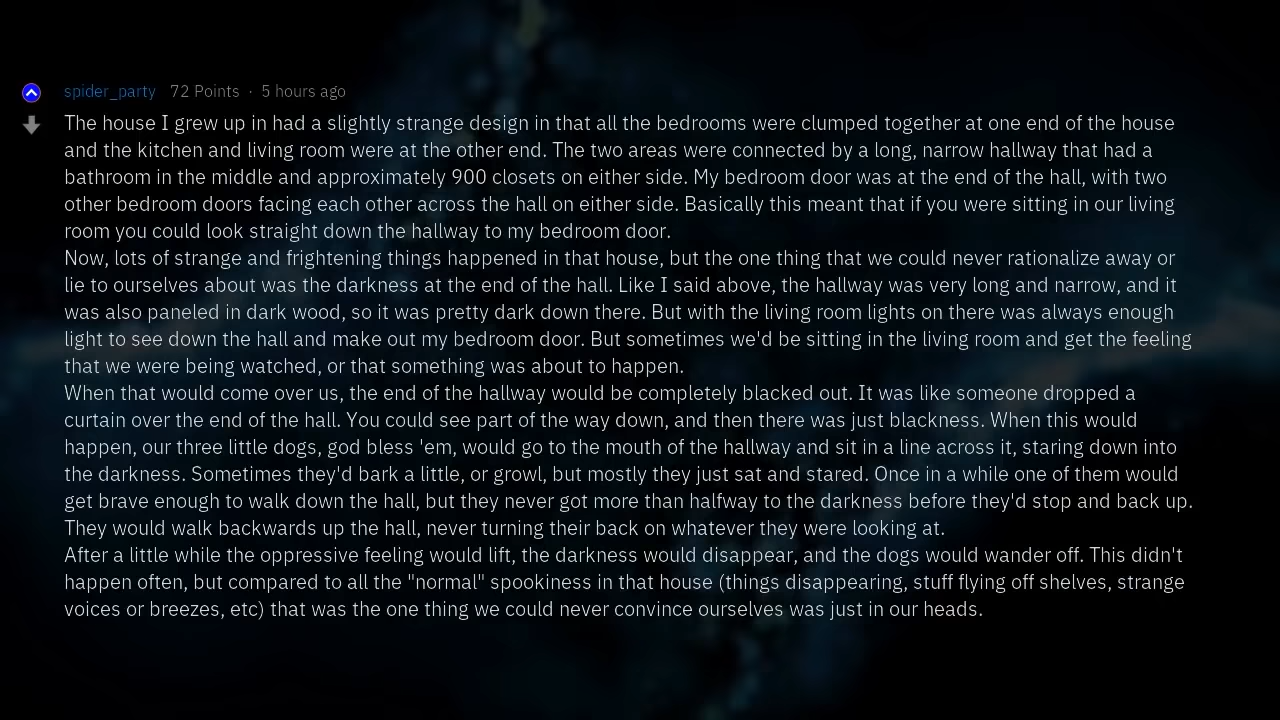 spider_party 72 Points · 5 hours ago
The house I grew up in had a slightly strange design in that all the bedrooms were clumped together at one end of the house
and the kitchen and living room were at the other end. The two areas were connected by a long, narrow hallway that had a
bathroom in the middle and approximately 900 closets on either side. My bedroom door was at the end of the hall, with two
other bedroom doors facing each other across the hall on either side. Basically this meant that if you were sitting in our living
room you could look straight down the hallway to my bedroom door.
Now, lots of strange and frightening things happened in that house, but the one thing that we could never rationalize away or
lie to ourselves about was the darkness at the end of the hall. Like I said above, the hallway was very long and narrow, and it
was also paneled in dark wood, so it was pretty dark down there. But with the living room lights on there was always enough
light to see down the hall and make out my bedroom door. But sometimes we'd be sitting in the living room and get the feeling
that we were being watched, or that something was about to happen.
When that would come over us, the end of the hallway would be completely blacked out. It was like someone dropped a
curtain over the end of the hall. You could see part of the way down, and then there was just blackness. When this would
happen, our three little dogs, god bless 'em, would go to the mouth of the hallway and sit in a line across it, staring down into
the darkness. Sometimes they'd bark a little, or growl, but mostly they just sat and stared. Once in a while one of them would
get brave enough to walk down the hall, but they never got more than halfway to the darkness before they'd stop and back up.
They would walk backwards up the hall, never turning their back on whatever they were looking at.
After a little while the oppressive feeling would lift, the darkness would disappear, and the dogs would wander off. This didn't
happen often, but compared to all the "normal" spookiness in that house (things disappearing, stuff flying off shelves, strange
voices or breezes, etc) that was the one thing we could never convince ourselves was just in our heads.